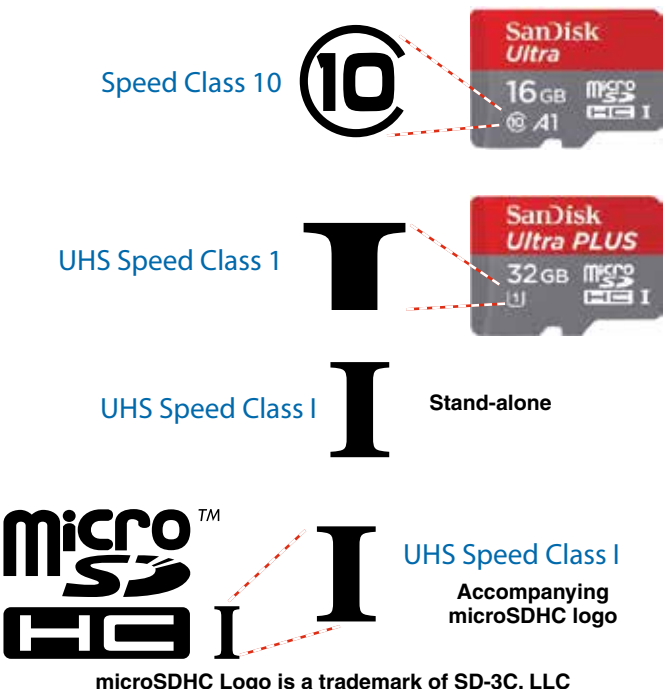 Speed Class 10
10
SanDisk
Ultra
16GB micro SD
10 A1 HC I
UHS Speed Class 1
SanDisk
Ultra PLUS
32GB micro SD
1 HC I
UHS Speed Class I
I
Stand-alone
micro SD TM
HC I
I
UHS Speed Class I
Accompanying
microSDHC logo
microSDHC Logo is a trademark of SD-3C, LLC